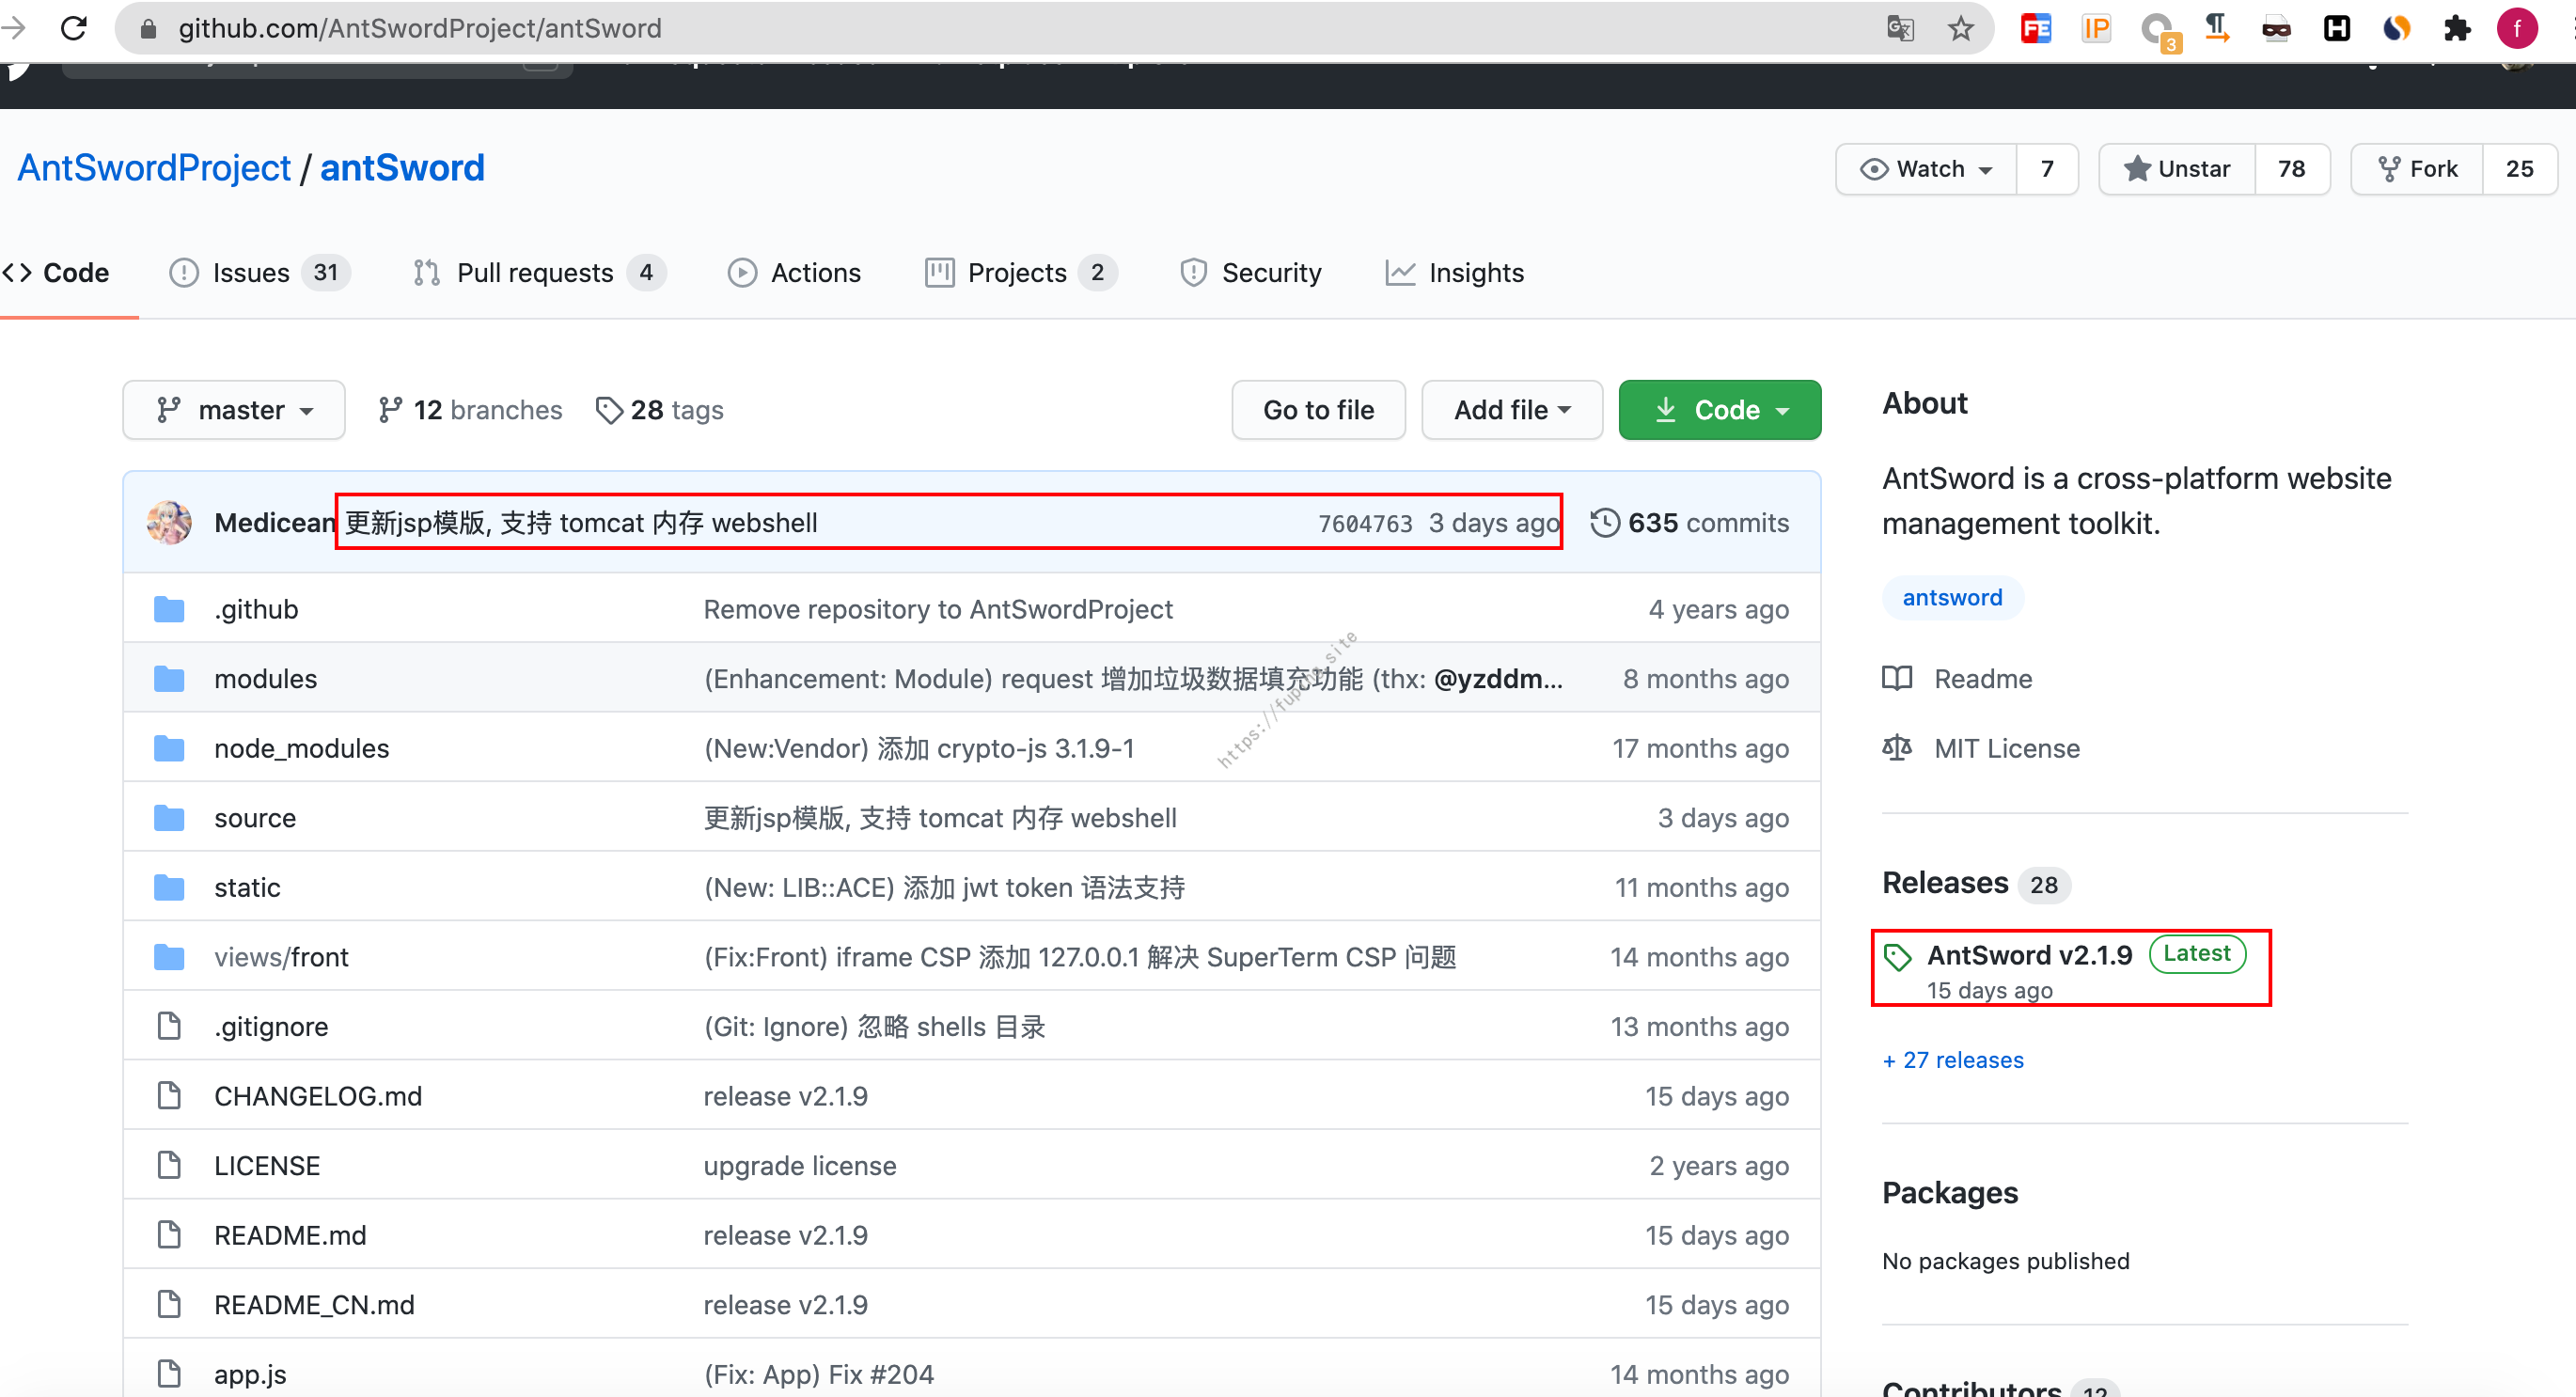 github.com/AntSwordProject/antSword
FE
IP
3
H
f
AntSwordProject / antSword
Watch 7
Unstar 78
Fork 25
Code
Issues 31
Pull requests 4
Actions
Projects 2
Security
Insights
master
12 branches
28 tags
Go to file
Add file
Code
Medicean 更新jsp模版, 支持 tomcat 内存 webshell 7604763 3 days ago 635 commits
.github Remove repository to AntSwordProject 4 years ago
modules (Enhancement: Module) request 增加垃圾数据填充功能 (thx: @yzddm... 8 months ago
node_modules (New:Vendor) 添加 crypto-js 3.1.9-1 17 months ago
source 更新jsp模版, 支持 tomcat 内存 webshell 3 days ago
static (New: LIB::ACE) 添加 jwt token 语法支持 11 months ago
views/front (Fix:Front) iframe CSP 添加 127.0.0.1 解决 SuperTerm CSP 问题 14 months ago
.gitignore (Git: Ignore) 忽略 shells 目录 13 months ago
CHANGELOG.md release v2.1.9 15 days ago
LICENSE upgrade license 2 years ago
README.md release v2.1.9 15 days ago
README_CN.md release v2.1.9 15 days ago
app.js (Fix: App) Fix #204 14 months ago
About
AntSword is a cross-platform website
management toolkit.
antsword
Readme
MIT License
Releases 28
AntSword v2.1.9 Latest
15 days ago
+ 27 releases
Packages
No packages published
Contributors 12